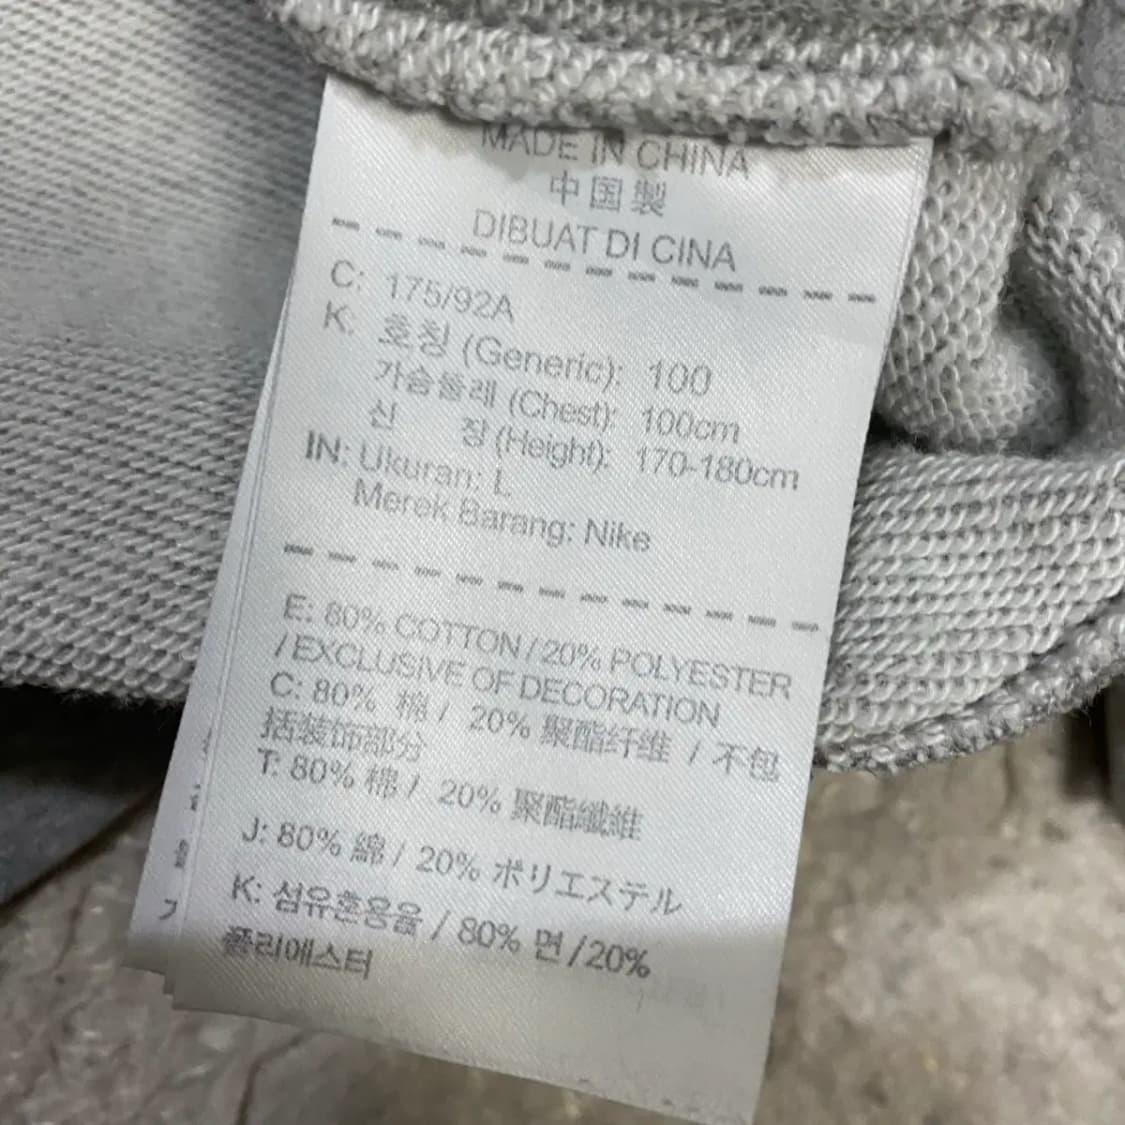 MADE IN CHINA
中国製
DIBUAT DI CINA
C: 175/92A
K: 호칭 (Generic): 100
가슴둘레 (Chest): 100cm
신 장 (Height): 170-180cm
IN: Ukuran: L
Merek Barang: Nike
E: 80% COTTON / 20% POLYESTER
/ EXCLUSIVE OF DECORATION
C: 80% 棉 / 20% 聚酯纤维 / 不包
括装饰部分
T: 80% 棉 / 20% 聚酯纖維
J: 80% 綿 / 20% ポリエステル
K: 섬유혼용율 / 80% 면 /20%
폴리에스터